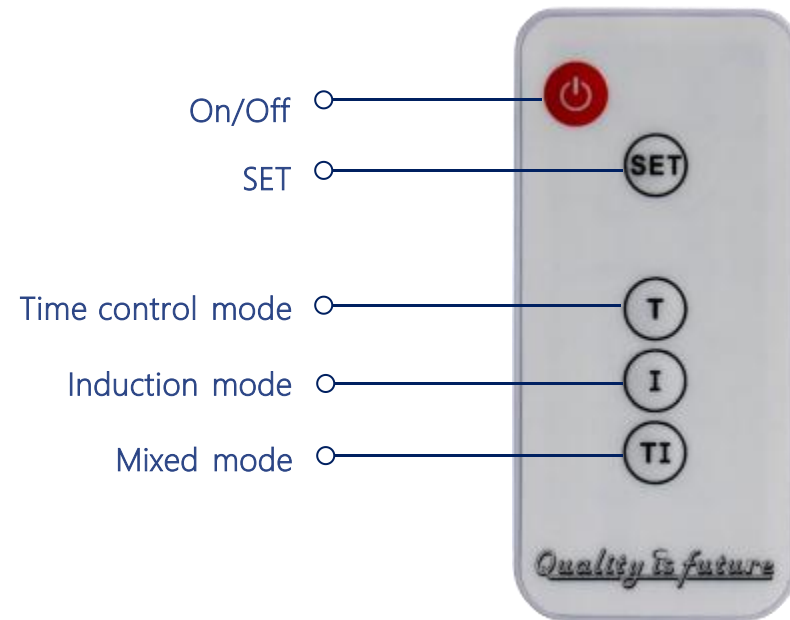 On/Off
SET
SET
Time control mode
T
Induction mode
I
Mixed mode
TI
Quality is future